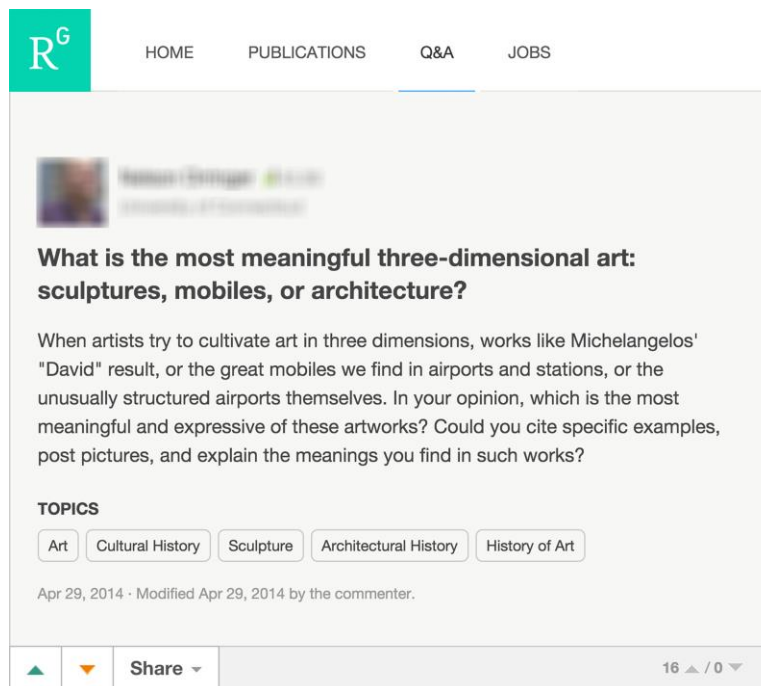 RG
HOME PUBLICATIONS Q&A JOBS
What is the most meaningful three-dimensional art:
sculptures, mobiles, or architecture?
When artists try to cultivate art in three dimensions, works like Michelangelos'
"David" result, or the great mobiles we find in airports and stations, or the
unusually structured airports themselves. In your opinion, which is the most
meaningful and expressive of these artworks? Could you cite specific examples,
post pictures, and explain the meanings you find in such works?
TOPICS
Art Cultural History Sculpture Architectural History History of Art
Apr 29, 2014 · Modified Apr 29, 2014 by the commenter.
Share 16 / 0